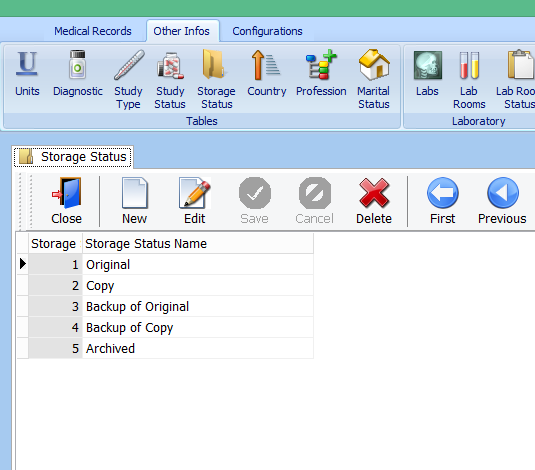 Medical Records Other Infos Configurations
Units Diagnostic Study Type Study Status Storage Status Country Profession Marital Status Labs Lab Rooms Lab Status
Tables Laboratory
Storage Status
Close New Edit Save Cancel Delete First Previous
Storage Storage Status Name
1 Original
2 Copy
3 Backup of Original
4 Backup of Copy
5 Archived